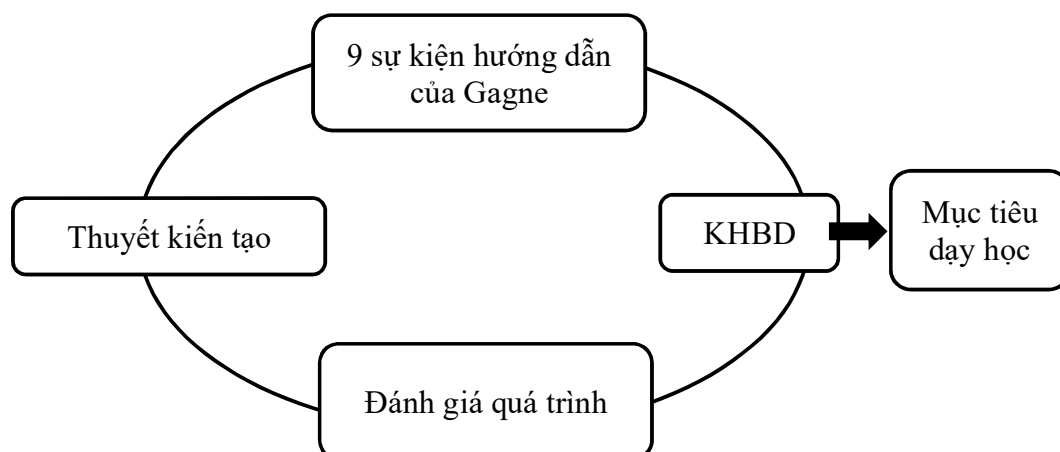 9 sự kiện hướng dẫn
của Gagne
Thuyết kiến tạo
KHBD
Mục tiêu
dạy học
Đánh giá quá trình